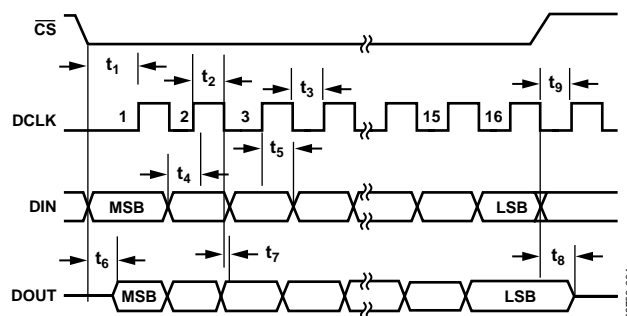 CS
t1 t2 t3 t9
DCLK 1 2 3 15 16
t4 t5
DIN MSB LSB
t6 t7 t8
DOUT MSB LSB